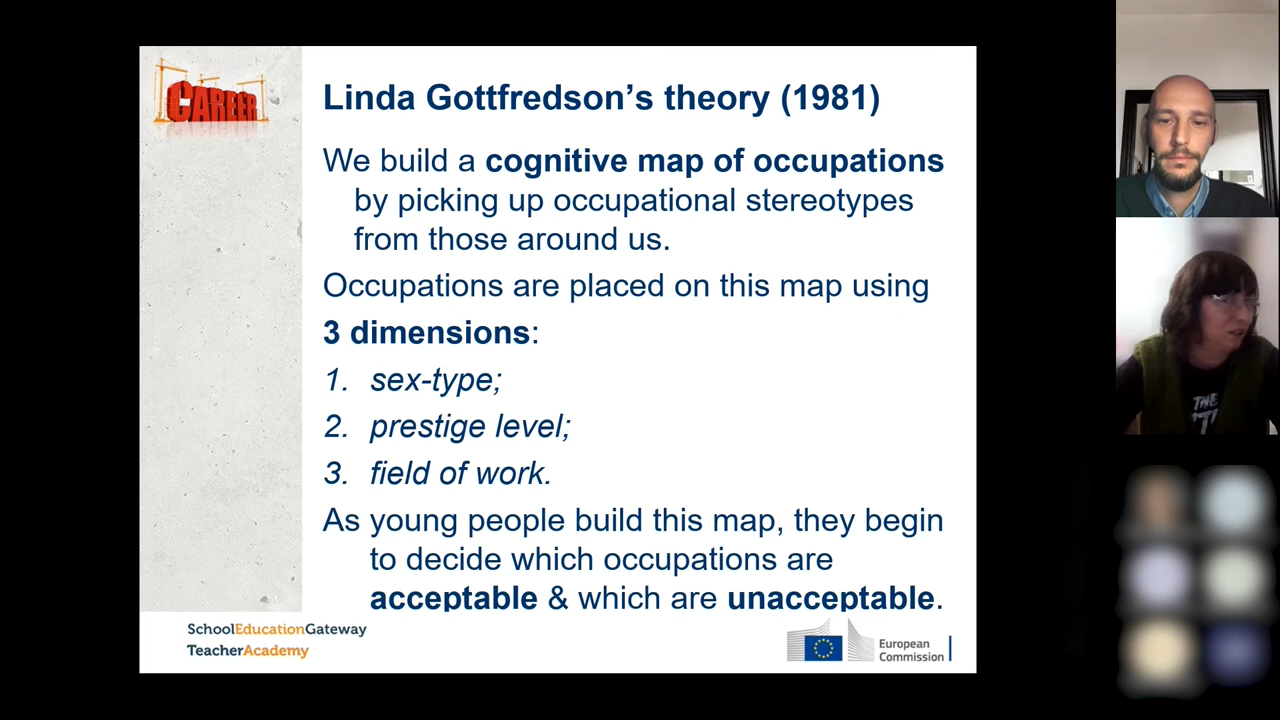 CAREER
Linda Gottfredson’s theory (1981)
We build a cognitive map of occupations
by picking up occupational stereotypes
from those around us.
Occupations are placed on this map using
3 dimensions:
1. sex-type;
2. prestige level;
3. field of work.
As young people build this map, they begin
to decide which occupations are
acceptable & which are unacceptable.
SchoolEducationGateway
TeacherAcademy
European
Commission
THE